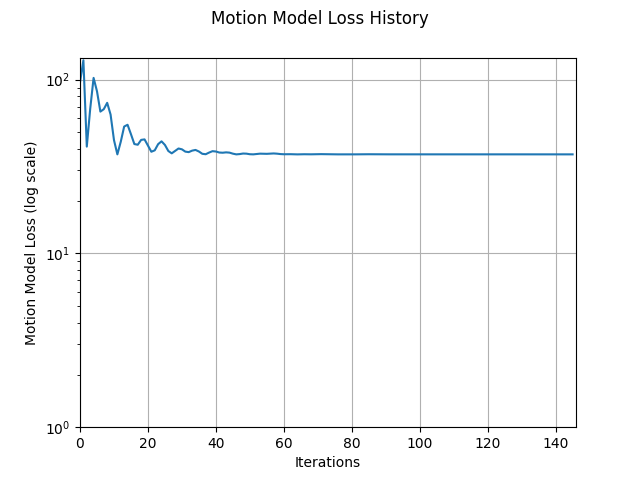 Motion Model Loss History
Motion Model Loss (log scale)
10²
10¹
10⁰
0 20 40 60 80 100 120 140
Iterations